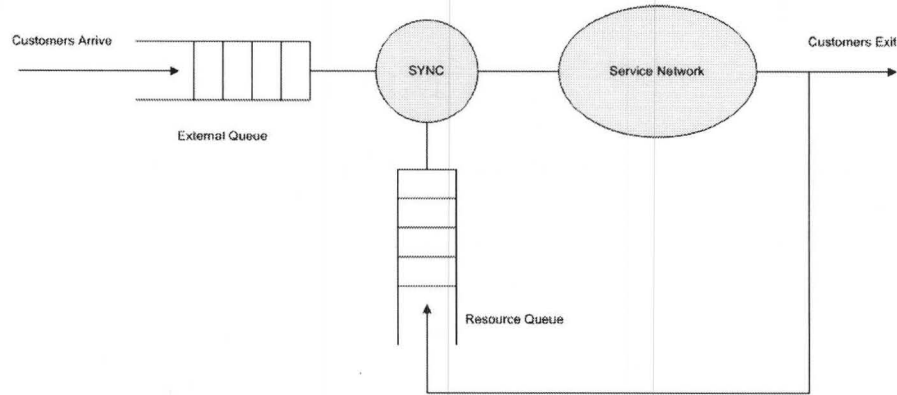 Customers Arrive
Customers Exit
SYNC
Service Network
External Queue
Resource Queue